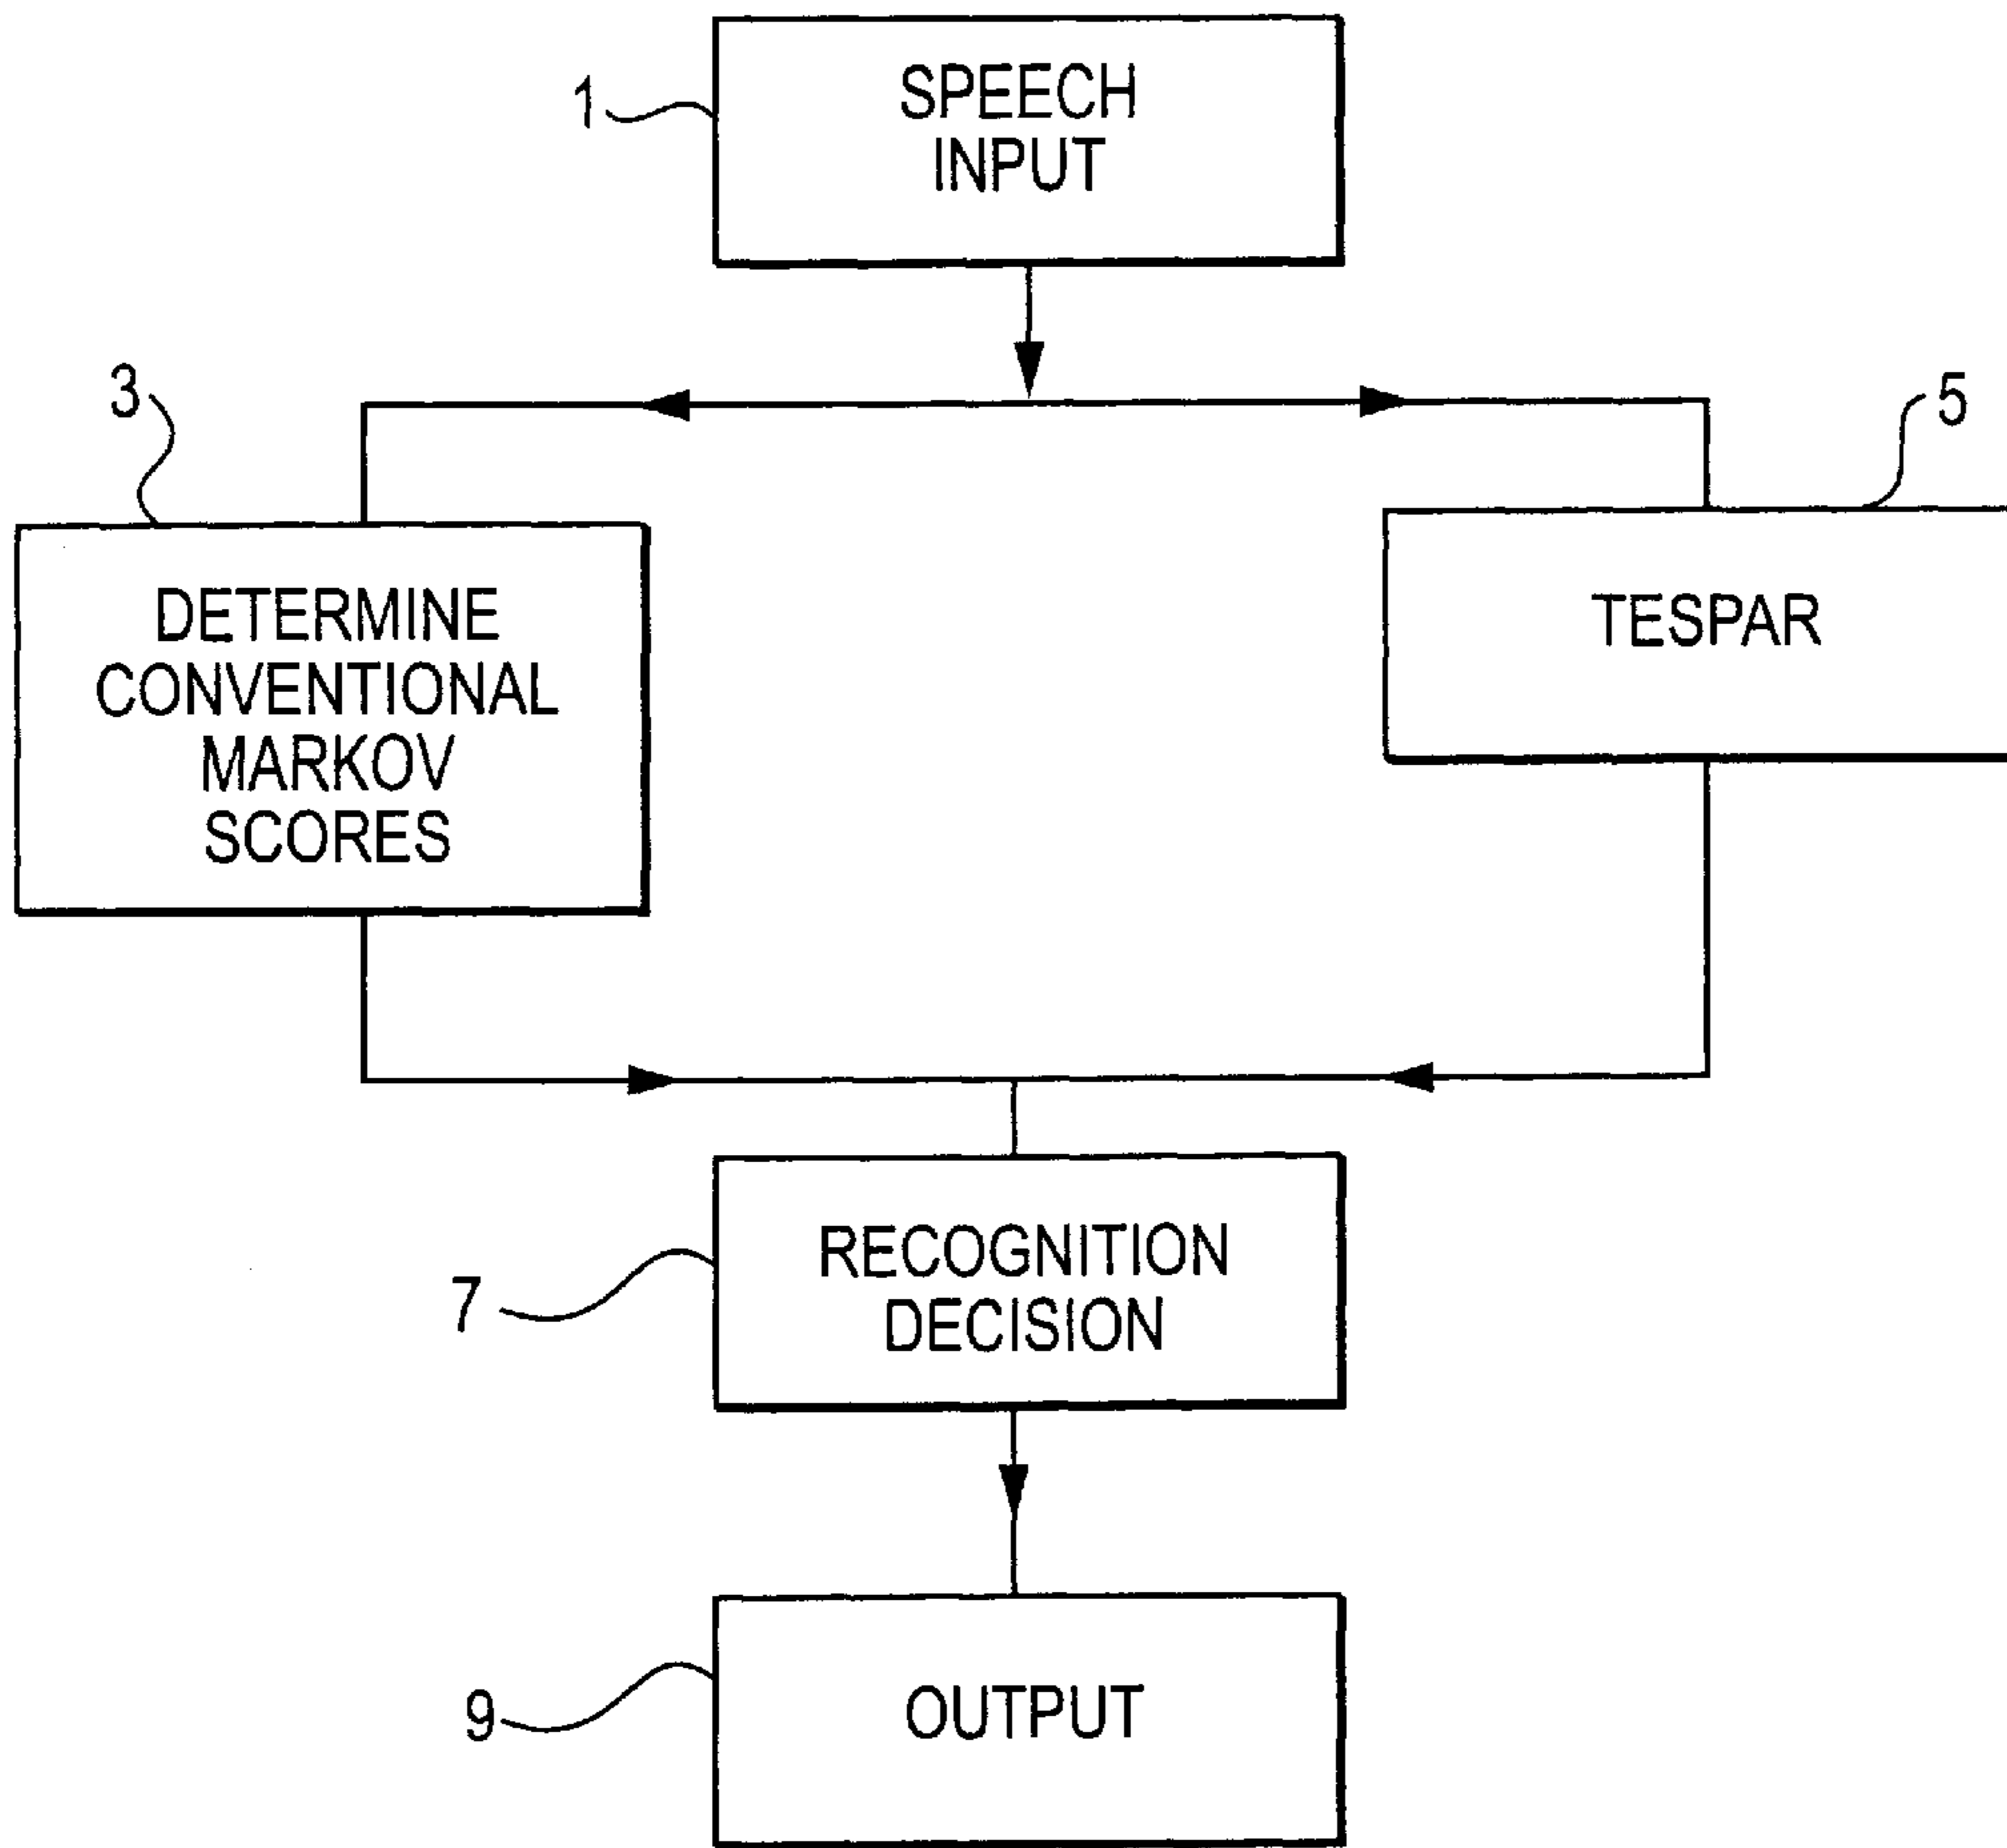 1
SPEECH
INPUT
3
5
DETERMINE
CONVENTIONAL
MARKOV
SCORES
TESPAR
7
RECOGNITION
DECISION
9
OUTPUT